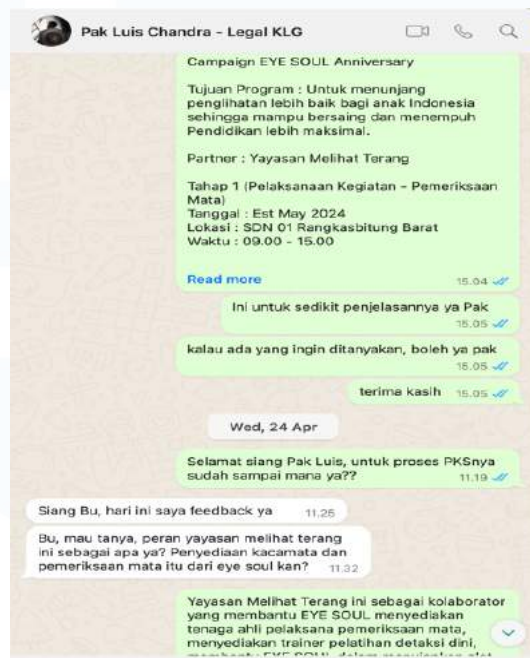 Pak Luis Chandra - Legal KLG
Campaign EYE SOUL Anniversary
Tujuan Program : Untuk menunjang
penglihatan lebih baik bagi anak Indonesia
sehingga mampu bersaing dan menempuh
Pendidikan lebih maksimal.
Partner : Yayasan Melihat Terang
Tahap 1 (Pelaksanaan Kegiatan - Pemeriksaan
Mata)
Tanggal : Est May 2024
Lokasi : SDN 01 Rangkasbitung Barat
Waktu : 09.00 - 15.00
Read more 15.04
Ini untuk sedikit penjelasannya ya Pak
15.05
kalau ada yang ingin ditanyakan, boleh ya pak
15.05
terima kasih 15.05
Wed, 24 Apr
Selamat siang Pak Luis, untuk proses PKSnya
sudah sampai mana ya?? 11.19
Siang Bu, hari ini saya feedback ya 11.25
Bu, mau tanya, peran yayasan melihat terang
ini sebagai apa ya? Penyediaan kacamata dan
pemeriksaan mata itu dari eye soul kan? 11.32
Yayasan Melihat Terang ini sebagai kolaborator
yang membantu EYE SOUL menyediakan
tenaga ahli pelaksana pemeriksaan mata,
menyediakan trainer pelatihan detaksi dini,